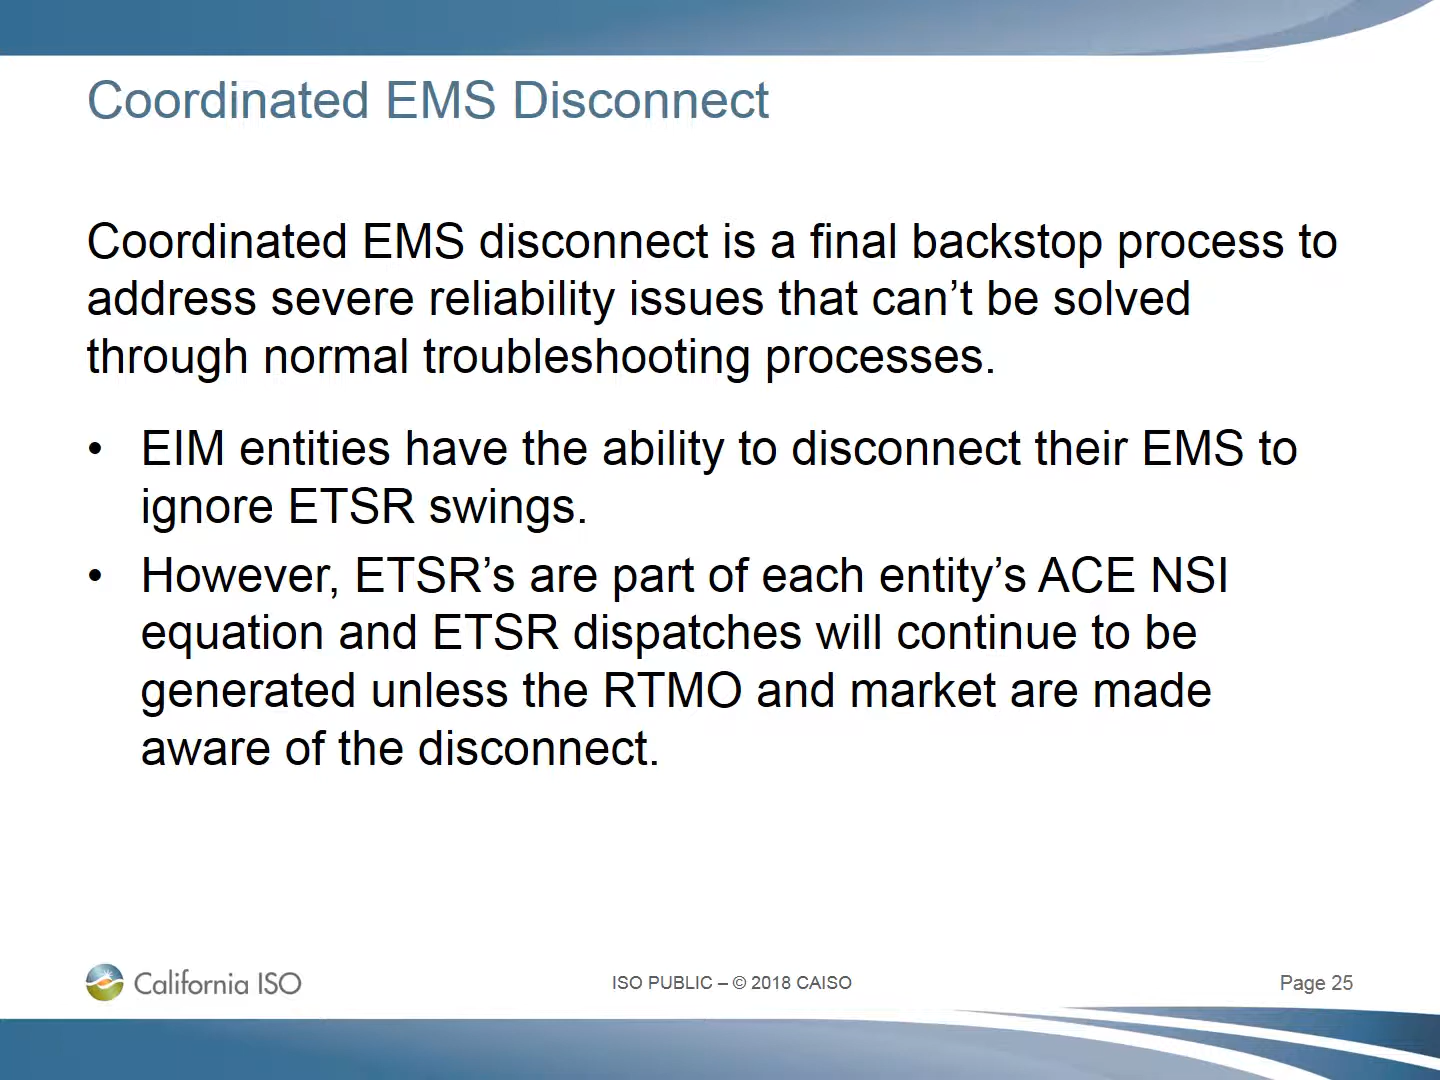 Coordinated EMS Disconnect
Coordinated EMS disconnect is a final backstop process to
address severe reliability issues that can’t be solved
through normal troubleshooting processes.
• EIM entities have the ability to disconnect their EMS to
ignore ETSR swings.
• However, ETSR’s are part of each entity’s ACE NSI
equation and ETSR dispatches will continue to be
generated unless the RTMO and market are made
aware of the disconnect.
California ISO
ISO PUBLIC – © 2018 CAISO
Page 25